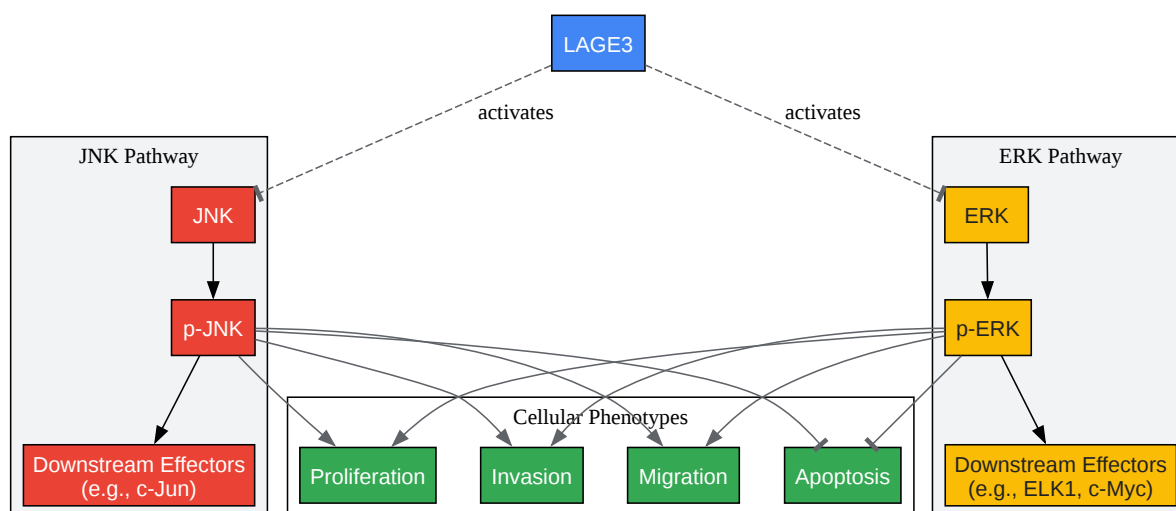 LAGE3
activates
activates
JNK Pathway
ERK Pathway
JNK
ERK
p-JNK
p-ERK
Cellular Phenotypes
Downstream Effectors
(e.g., c-Jun)
Proliferation
Invasion
Migration
Apoptosis
Downstream Effectors
(e.g., ELK1, c-Myc)